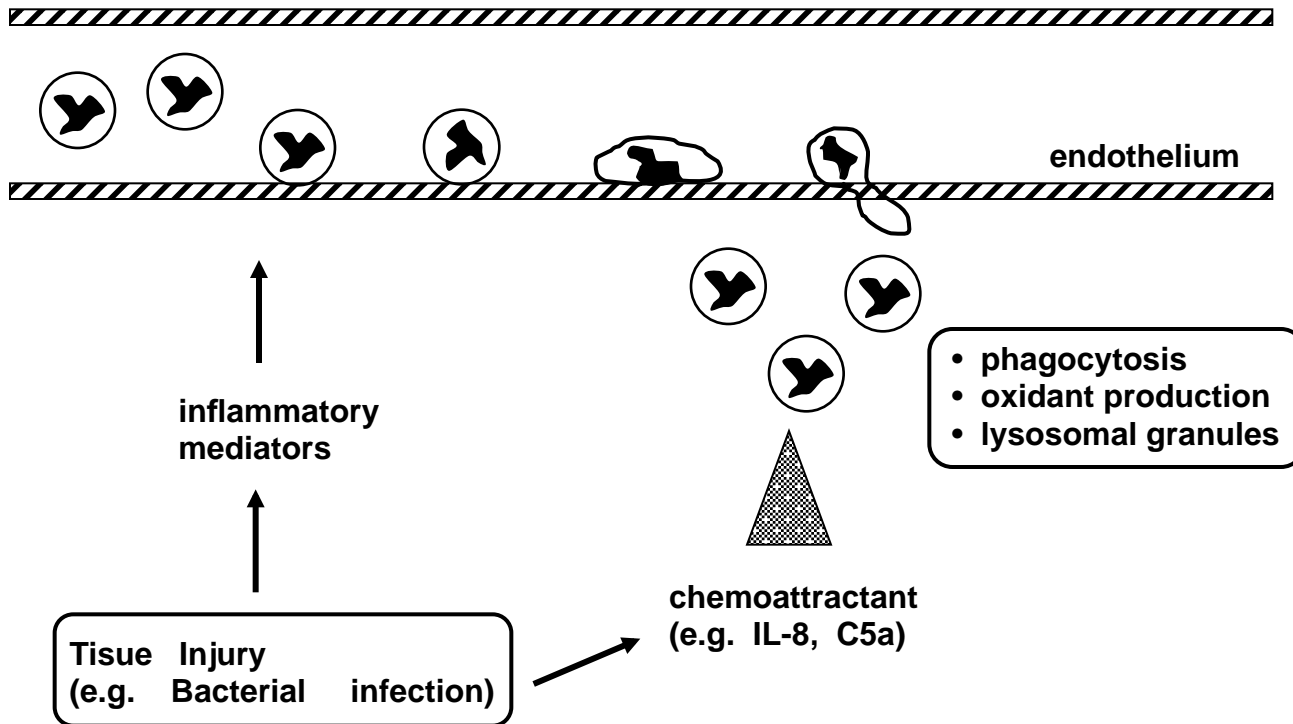 endothelium
• phagocytosis
• oxidant production
• lysosomal granules
inflammatory
mediators
chemoattractant
(e.g. IL-8, C5a)
Tisue Injury
(e.g. Bacterial infection)